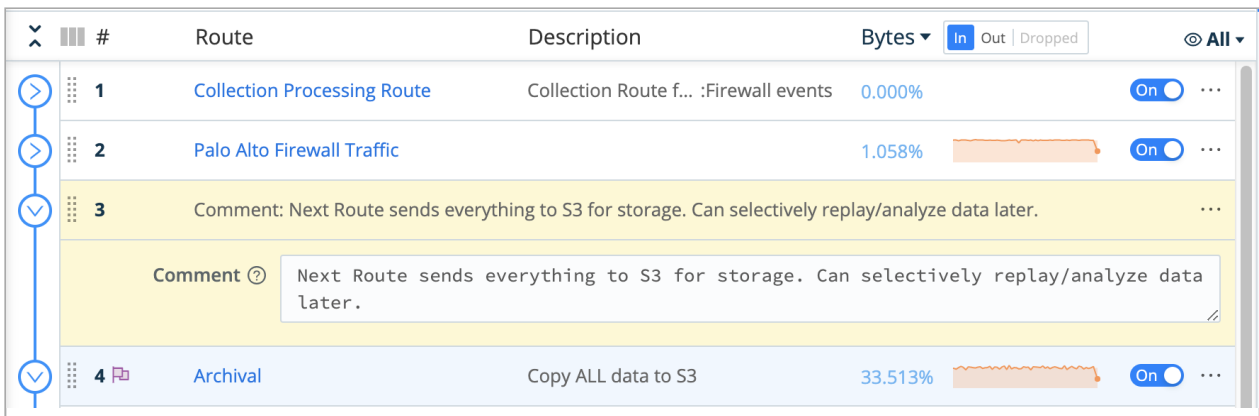 # Route Description Bytes In Out Dropped All
1 Collection Processing Route Collection Route f... :Firewall events 0.000% On
2 Palo Alto Firewall Traffic 1.058% On
3 Comment: Next Route sends everything to S3 for storage. Can selectively replay/analyze data later.
Comment ? Next Route sends everything to S3 for storage. Can selectively replay/analyze data
later.
4 Archival Copy ALL data to S3 33.513% On